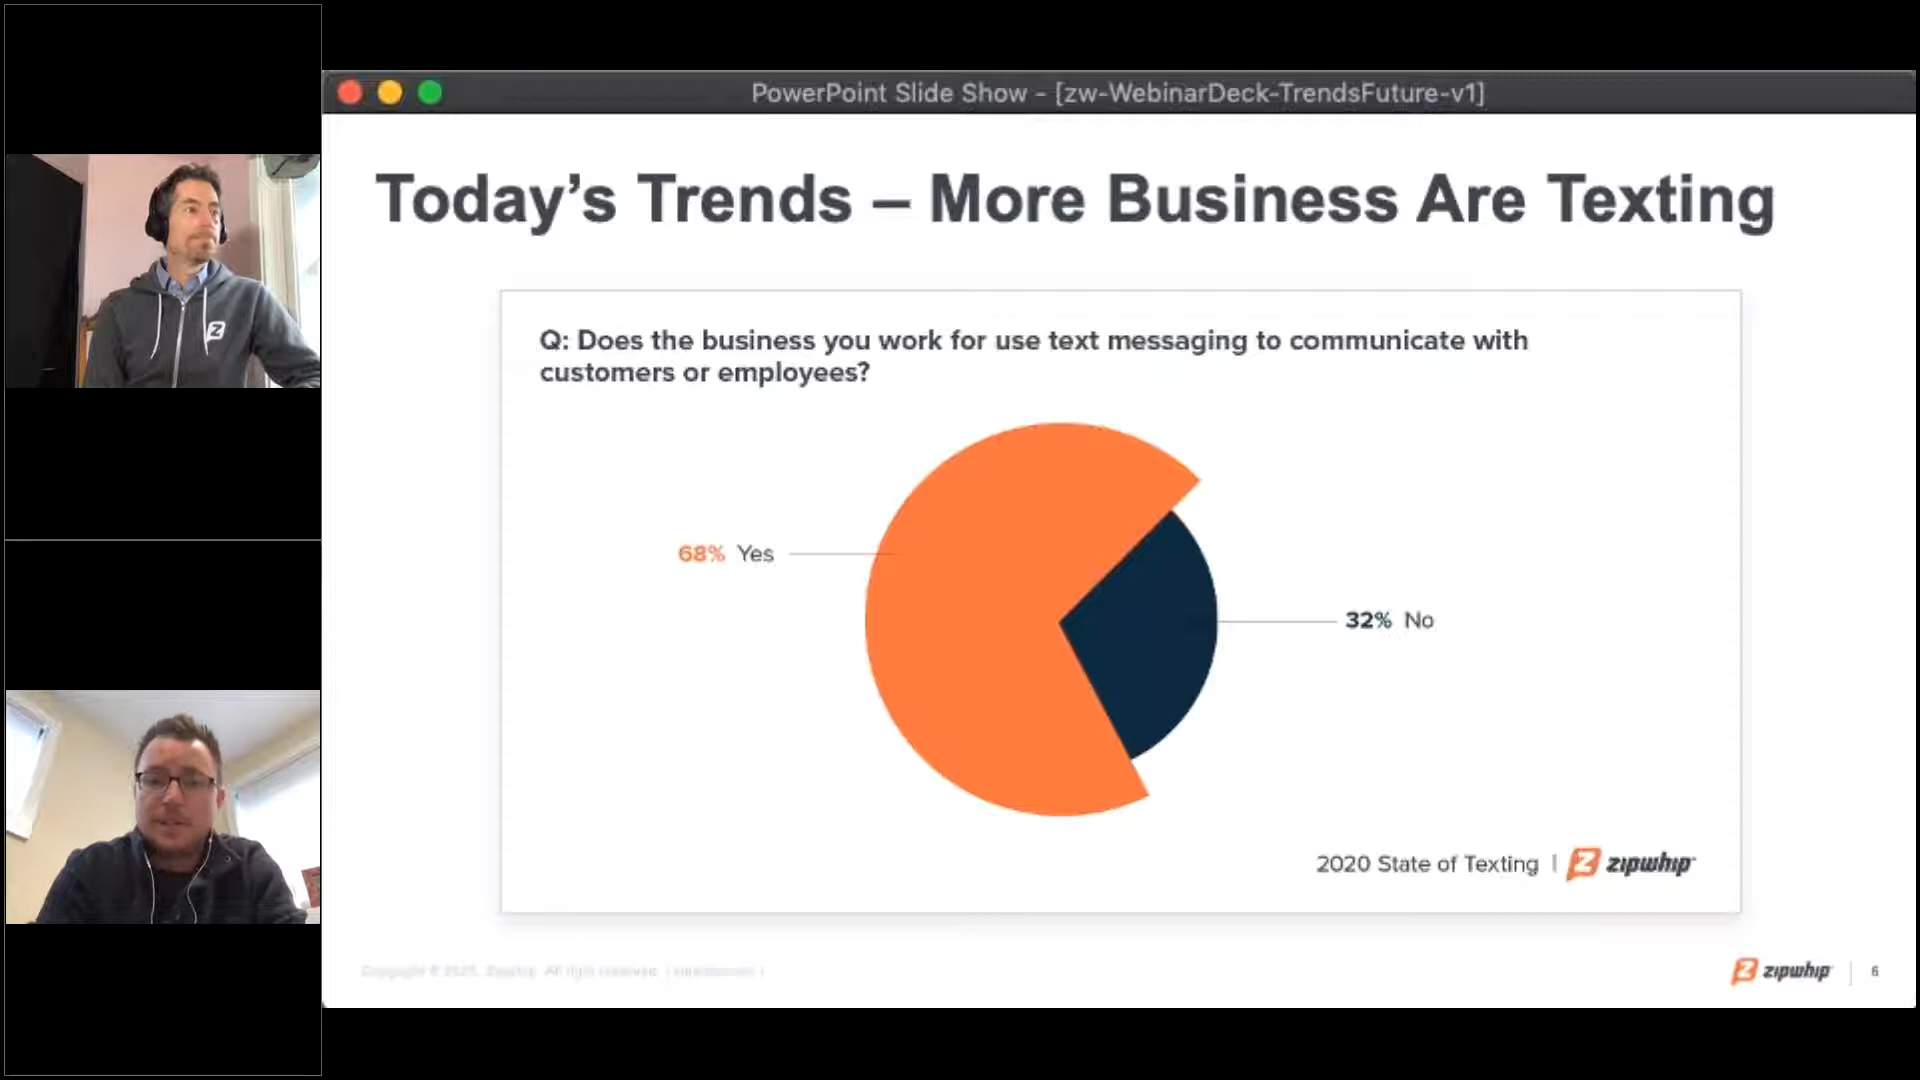 PowerPoint Slide Show - [zw-WebinarDeck-TrendsFuture-v1]
Today's Trends – More Business Are Texting
Q: Does the business you work for use text messaging to communicate with
customers or employees?
68% Yes
32% No
2020 State of Texting | Z zipwhip
Z
Z zipwhip | 6